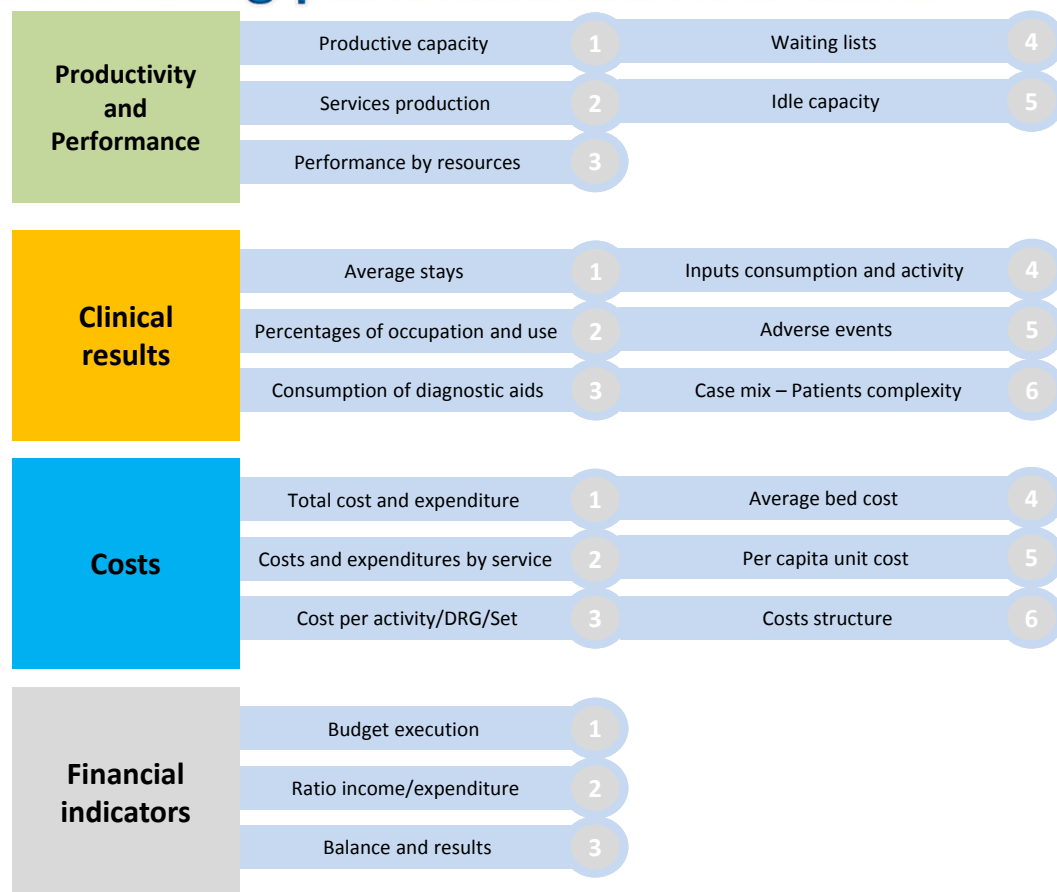 Productivity
and
Performance
Productive capacity 1
Waiting lists 4
Services production 2
Idle capacity 5
Performance by resources 3
Clinical
results
Average stays 1
Inputs consumption and activity 4
Percentages of occupation and use 2
Adverse events 5
Consumption of diagnostic aids 3
Case mix – Patients complexity 6
Costs
Total cost and expenditure 1
Average bed cost 4
Costs and expenditures by service 2
Per capita unit cost 5
Cost per activity/DRG/Set 3
Costs structure 6
Financial
indicators
Budget execution 1
Ratio income/expenditure 2
Balance and results 3